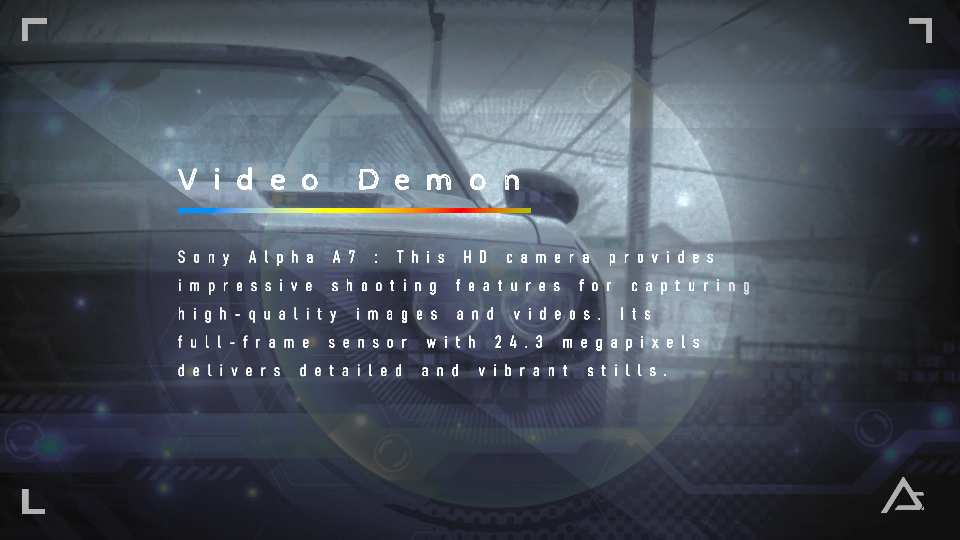 Video Demon
Sony Alpha A7 : This HD camera provides
impressive shooting features for capturing
high-quality images and videos. Its
full-frame sensor with 24.3 megapixels
delivers detailed and vibrant stills.